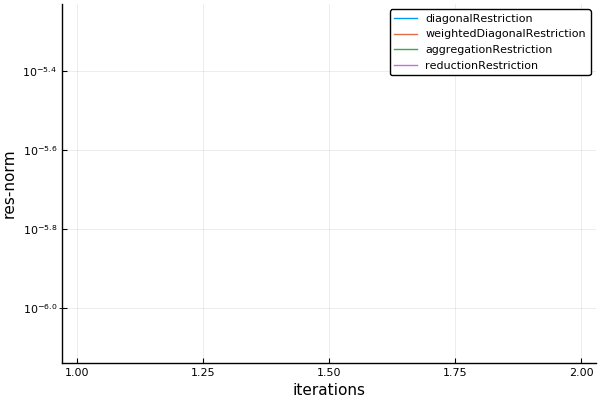 diagonalRestriction
weightedDiagonalRestriction
aggregationRestriction
reductionRestriction
10^-5.4
10^-5.6
10^-5.8
10^-6.0
res-norm
1.00 1.25 1.50 1.75 2.00
iterations